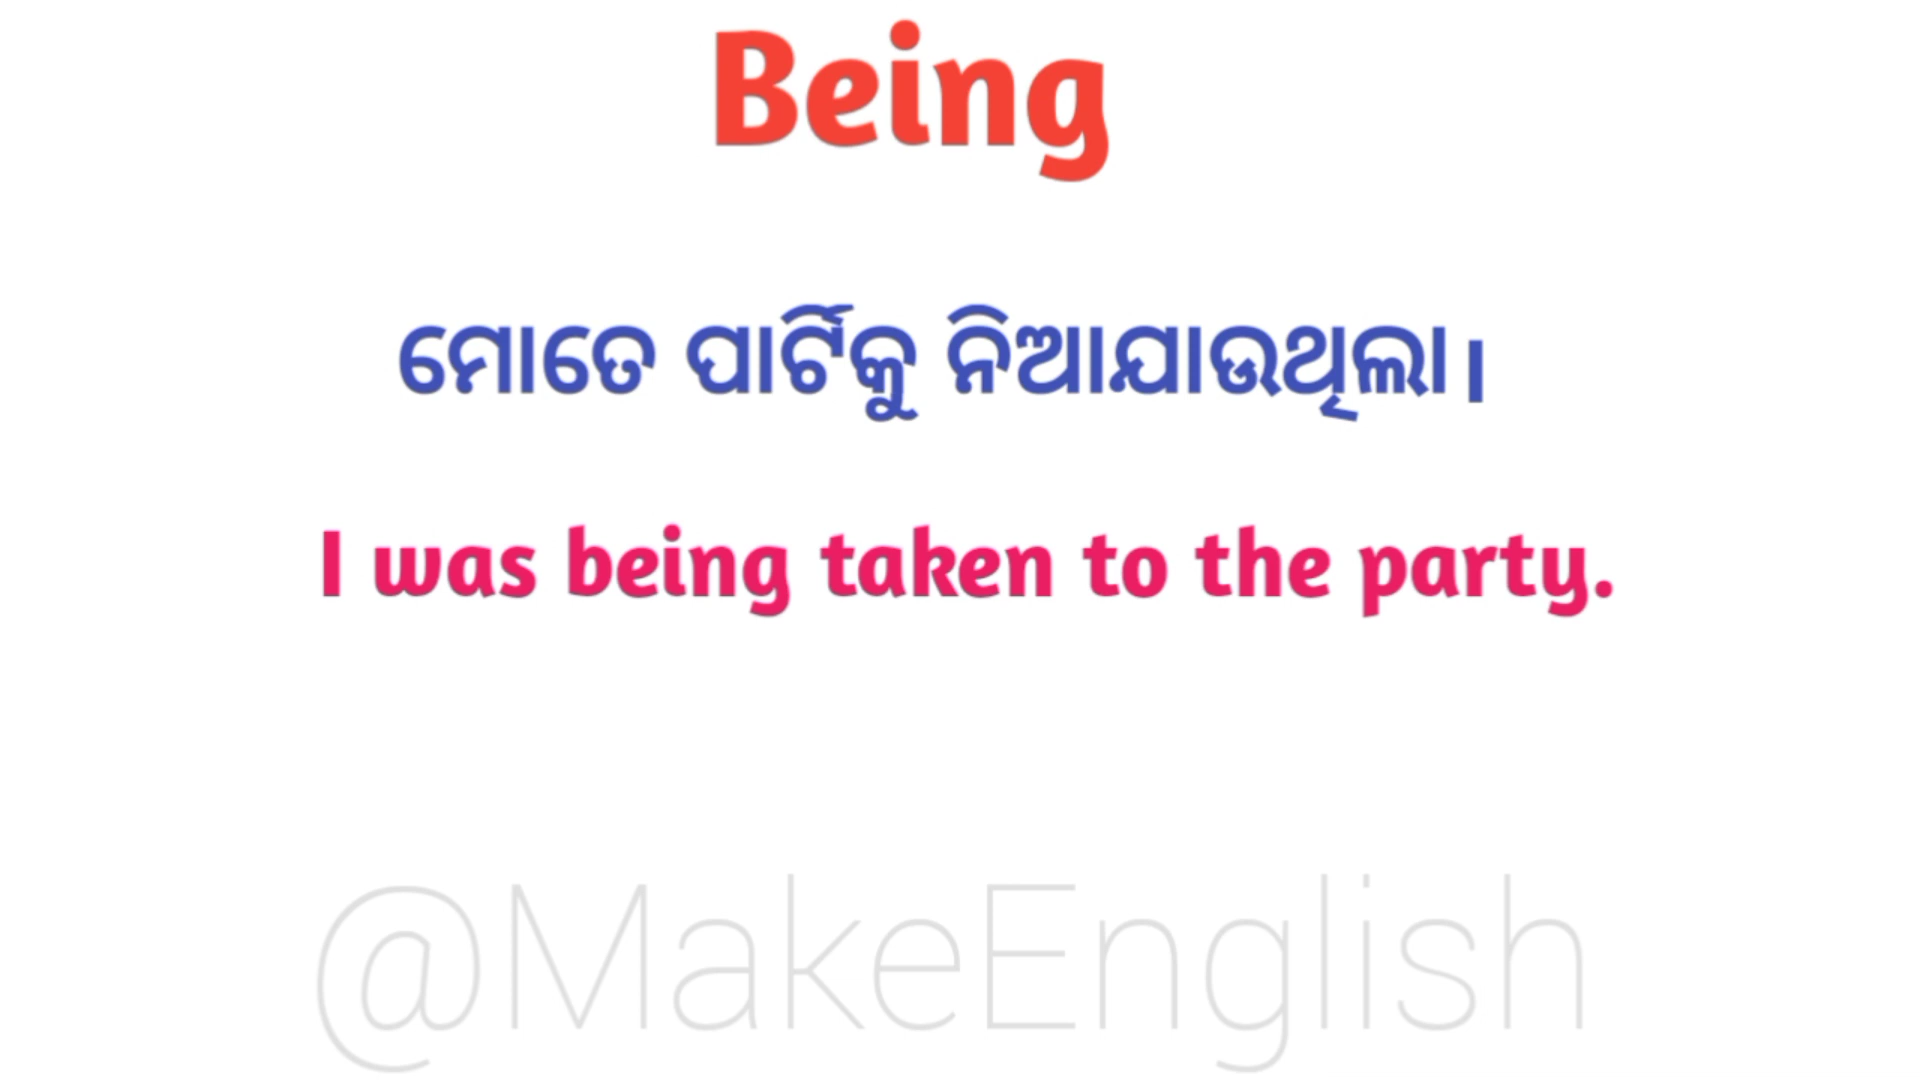 Being
ମୋତେ ପାର୍ଟିକୁ ନିଆଯାଉଥିଲା।
I was being taken to the party.
@MakeEnglish